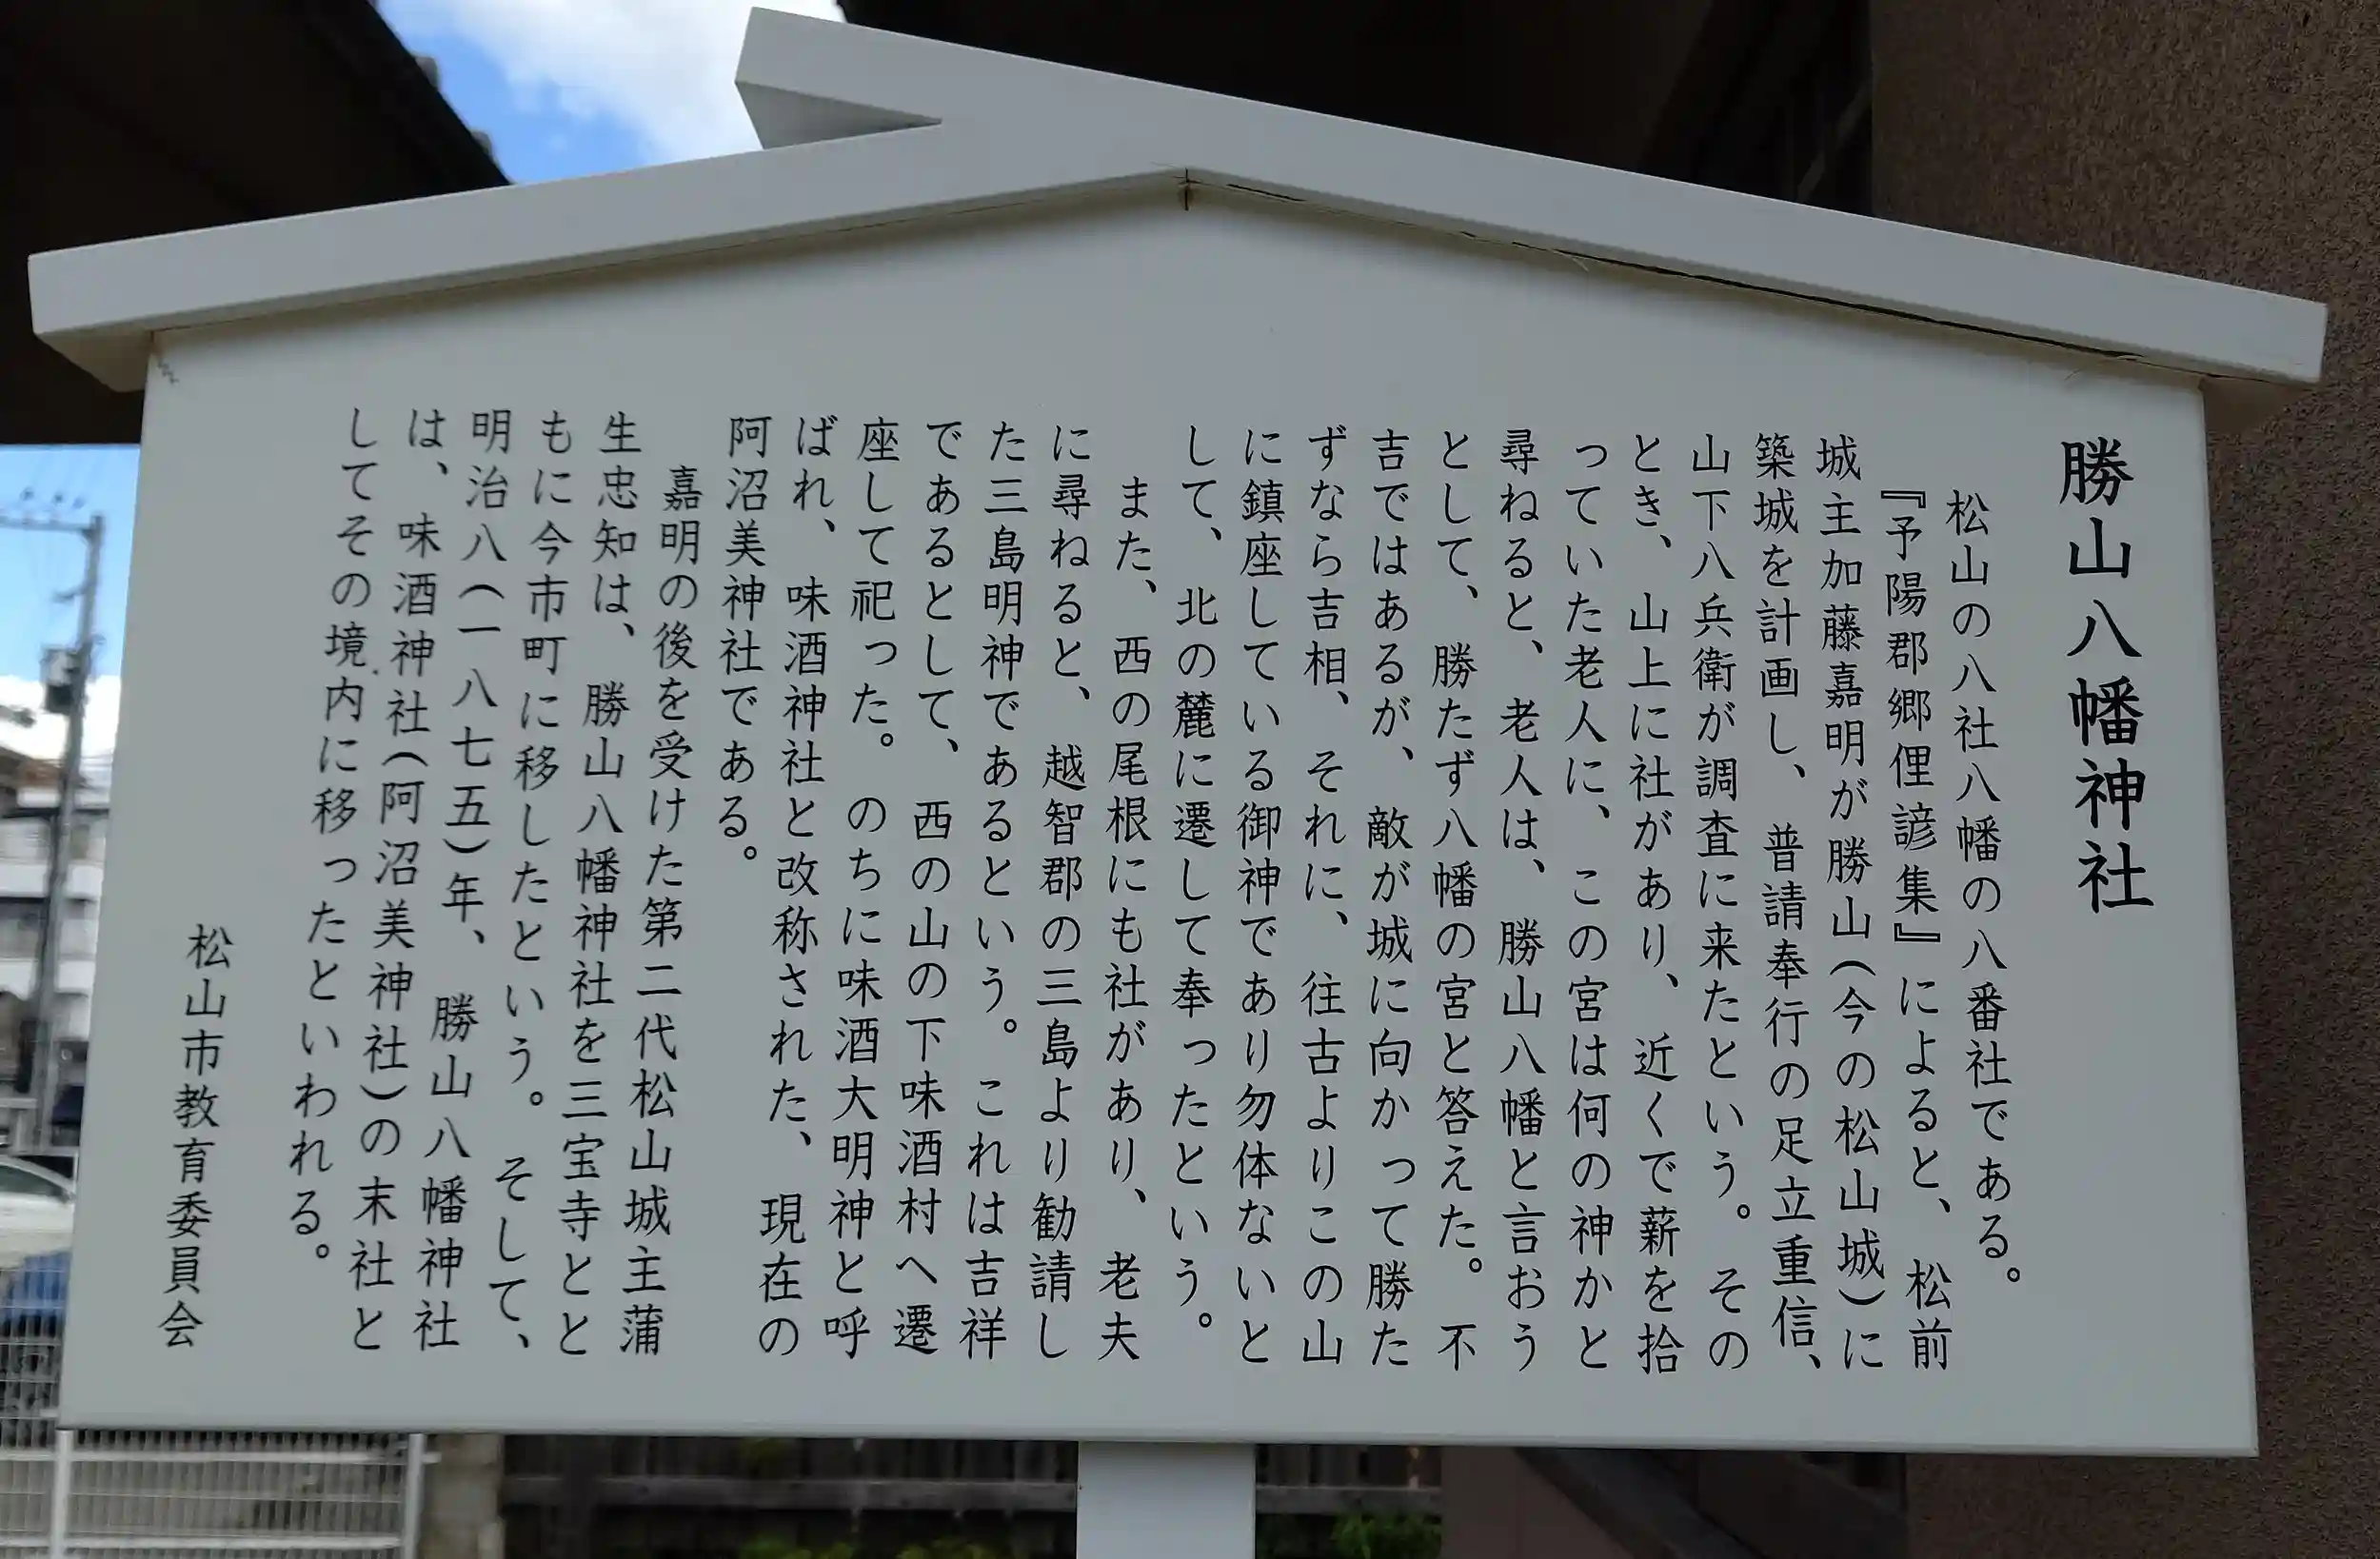 勝山八幡神社
松山の八社八幡の八番社である。
『予陽郡郷俚諺集』によると、松前
城主加藤嘉明が勝山(今の松山城)に
築城を計画し、普請奉行の足立重信、
山下八兵衛が調査に来たという。その
とき、山上に社があり、近くで薪を拾
っていた老人に、この宮は何の神かと
尋ねると、老人は、勝山八幡と言おう
として、勝たず八幡の宮と答えた。不
吉ではあるが、敵が城に向かって勝た
ずなら吉相、それに、往古よりこの山
に鎮座している御神であり勿体ないと
して、北の麓に遷して奉ったという。
また、西の尾根にも社があり、老夫
に尋ねると、越智郡の三島より勧請し
た三島明神であるという。これは吉祥
であるとして、西の山の下味酒村へ遷
座して祀った。のちに味酒大明神と呼
ばれ、味酒神社と改称された、現在の
阿沼美神社である。
嘉明の後を受けた第二代松山城主蒲
生忠知は、勝山八幡神社を三宝寺とと
もに今市町に移したという。そして、
明治八(一八七五)年、勝山八幡神社
は、味酒神社(阿沼美神社)の末社と
してその境内に移ったといわれる。
松山市教育委員会